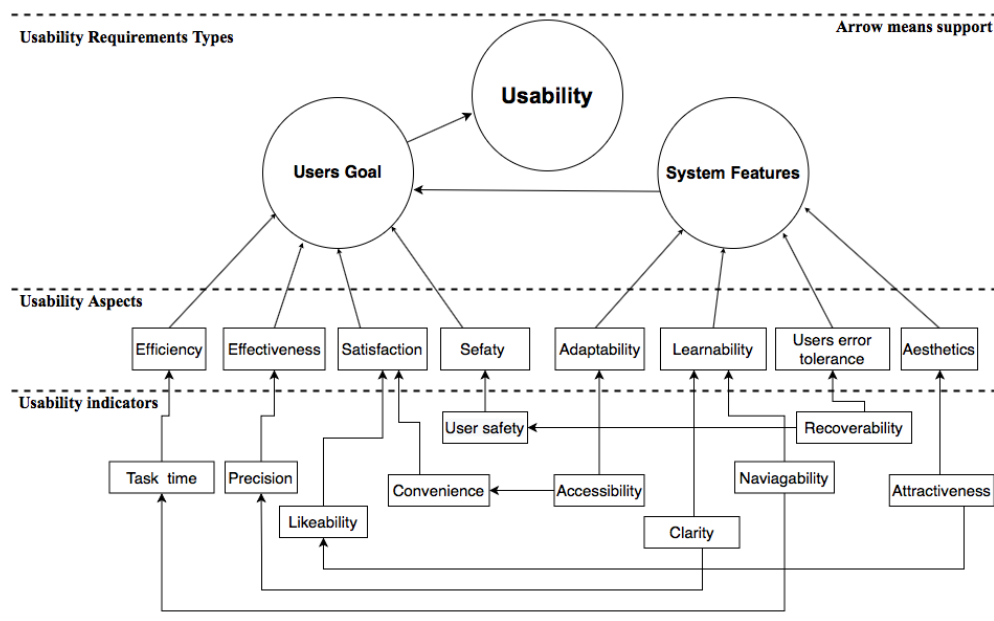 Usability Requirements Types
Arrow means support
Usability
Users Goal
System Features
Usability Aspects
Efficiency
Effectiveness
Satisfaction
Sefaty
Adaptability
Learnability
Users error
tolerance
Aesthetics
Usability indicators
User safety
Recoverability
Task time
Precision
Convenience
Accessibility
Naviagability
Attractiveness
Likeability
Clarity